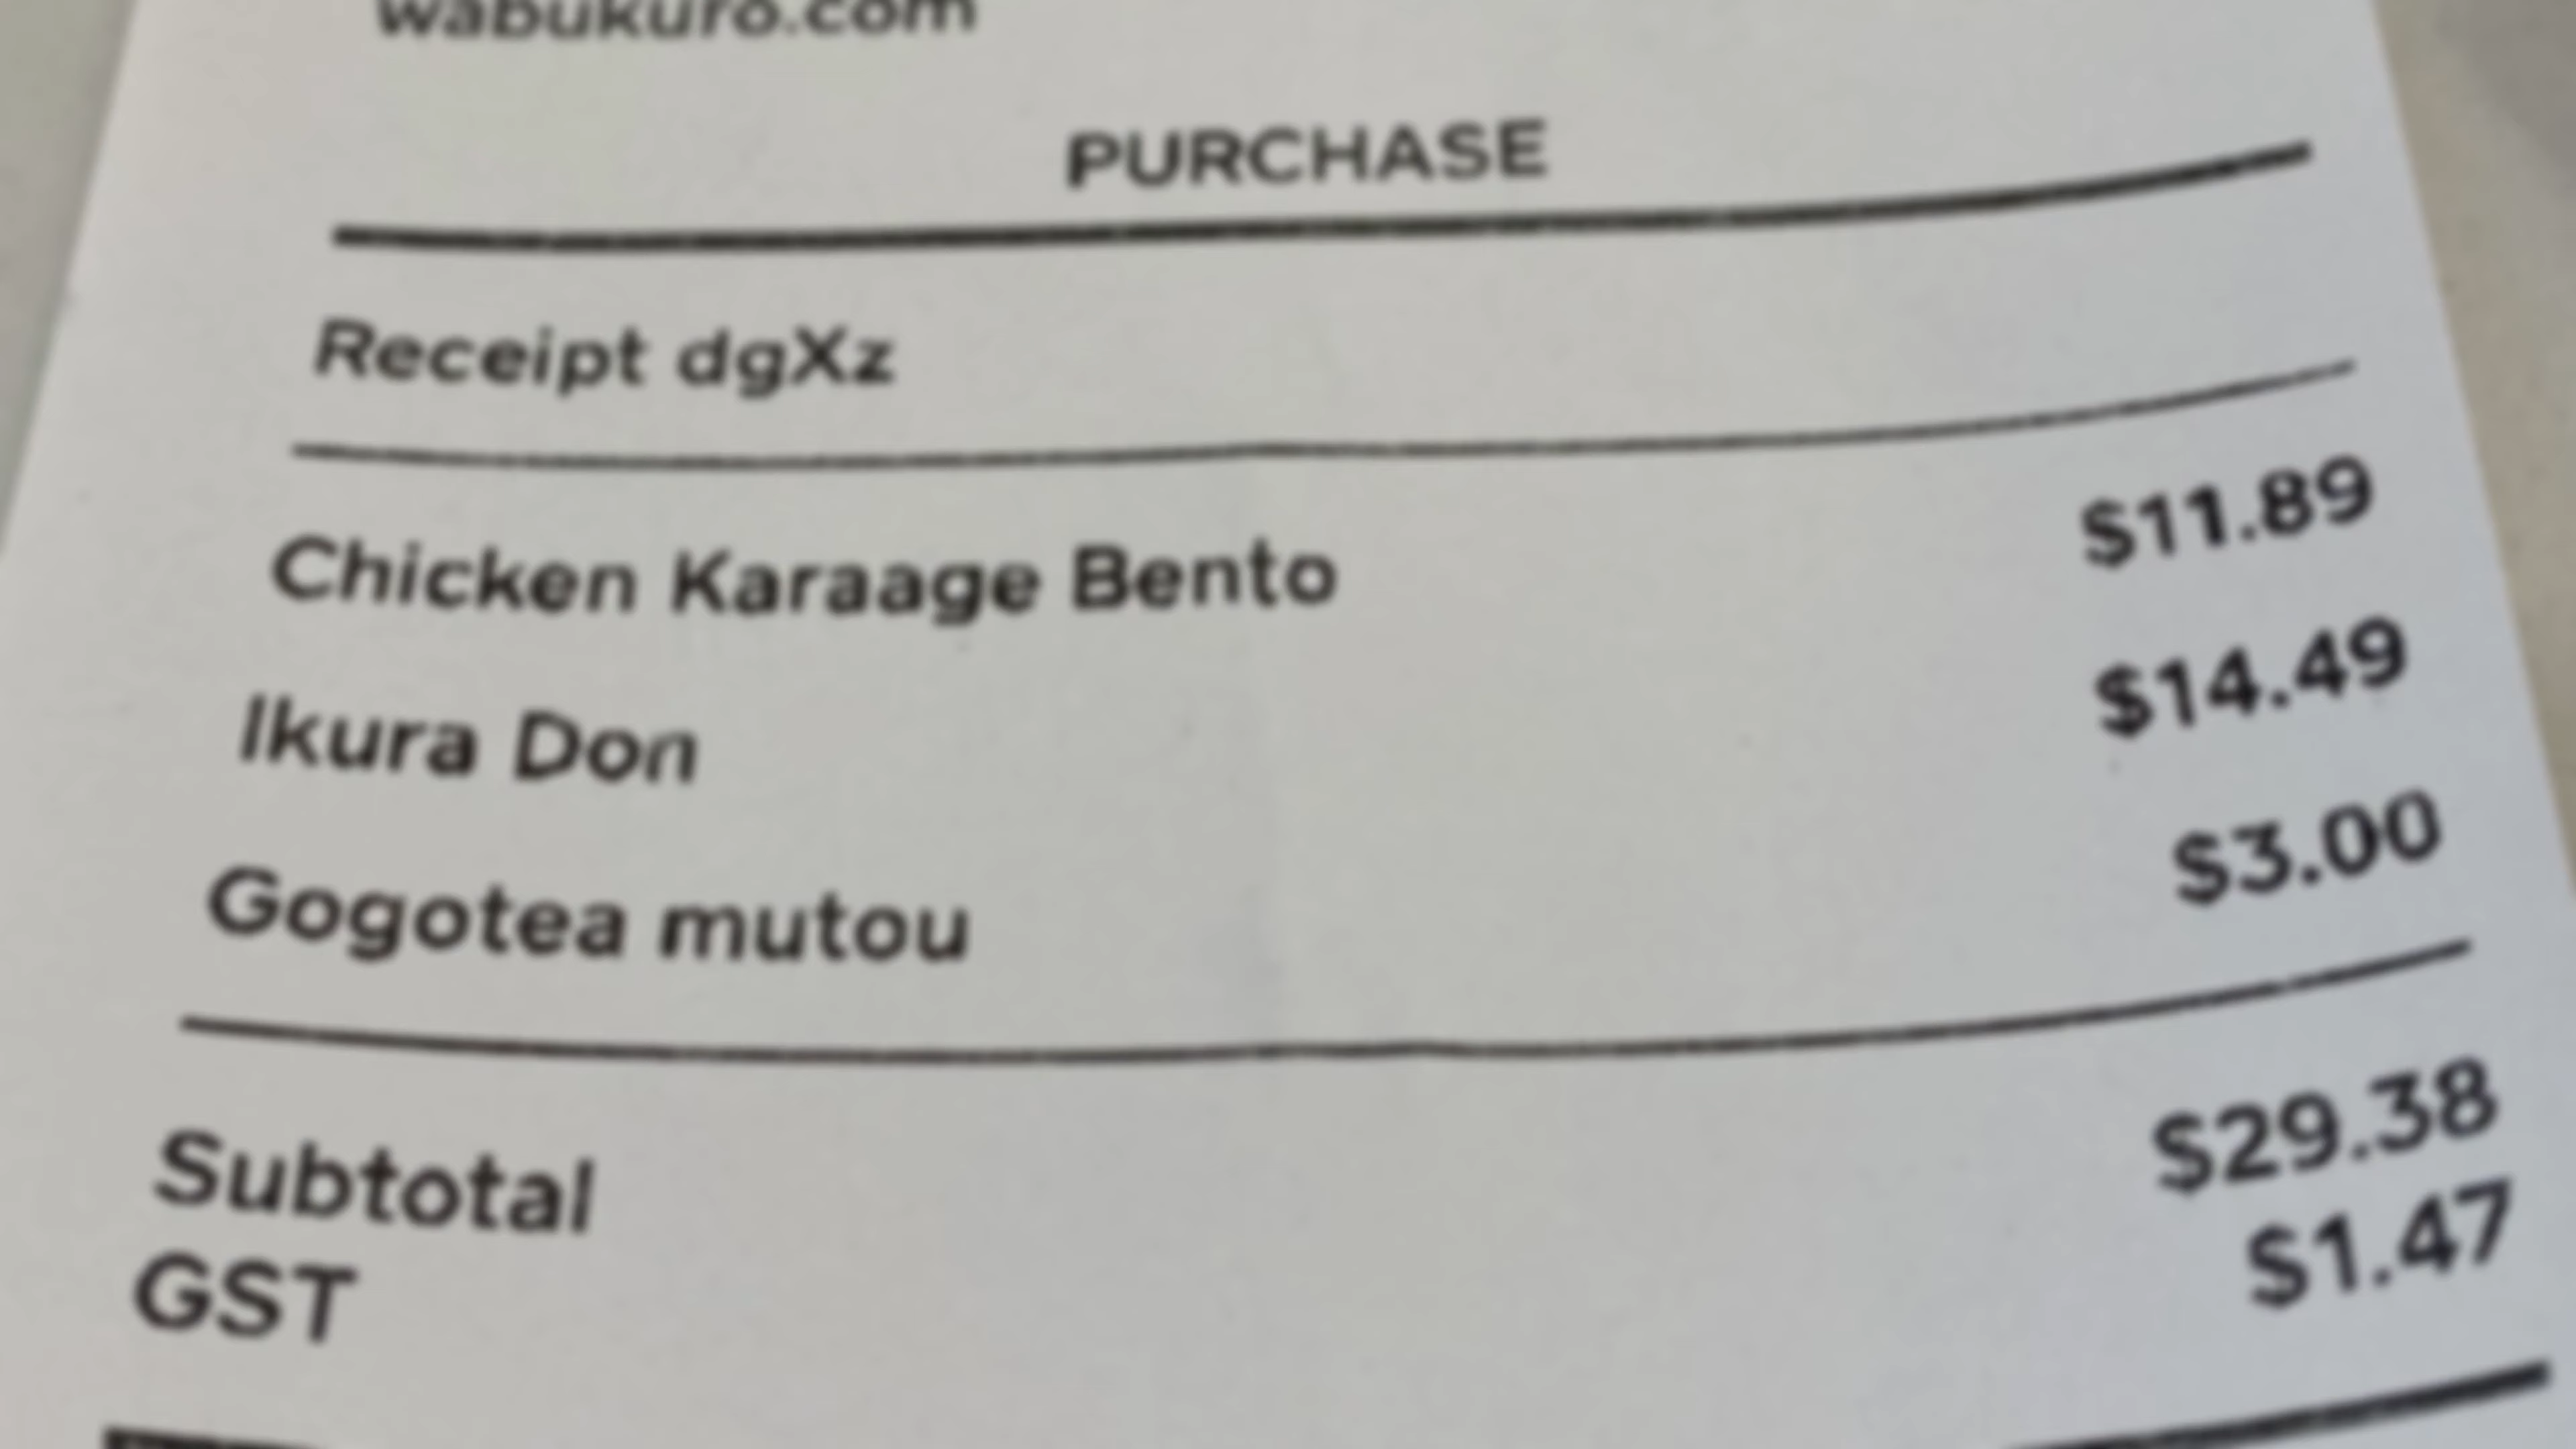 wabukuro.com
PURCHASE
Receipt dgXz
Chicken Karaage Bento $11.89
Ikura Don $14.49
Gogotea mutou $3.00
Subtotal $29.38
GST $1.47